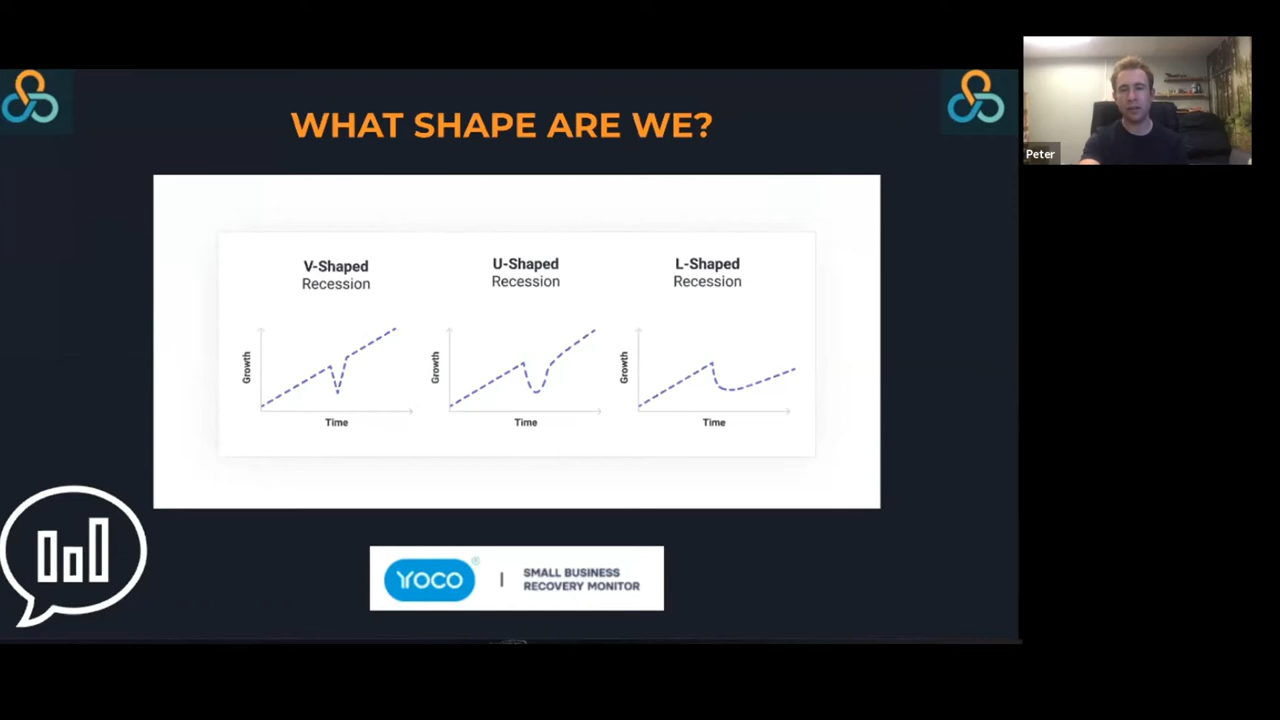 WHAT SHAPE ARE WE?
Peter
V-Shaped
Recession
U-Shaped
Recession
L-Shaped
Recession
Growth
Time
Growth
Time
Growth
Time
YOCO
SMALL BUSINESS
RECOVERY MONITOR